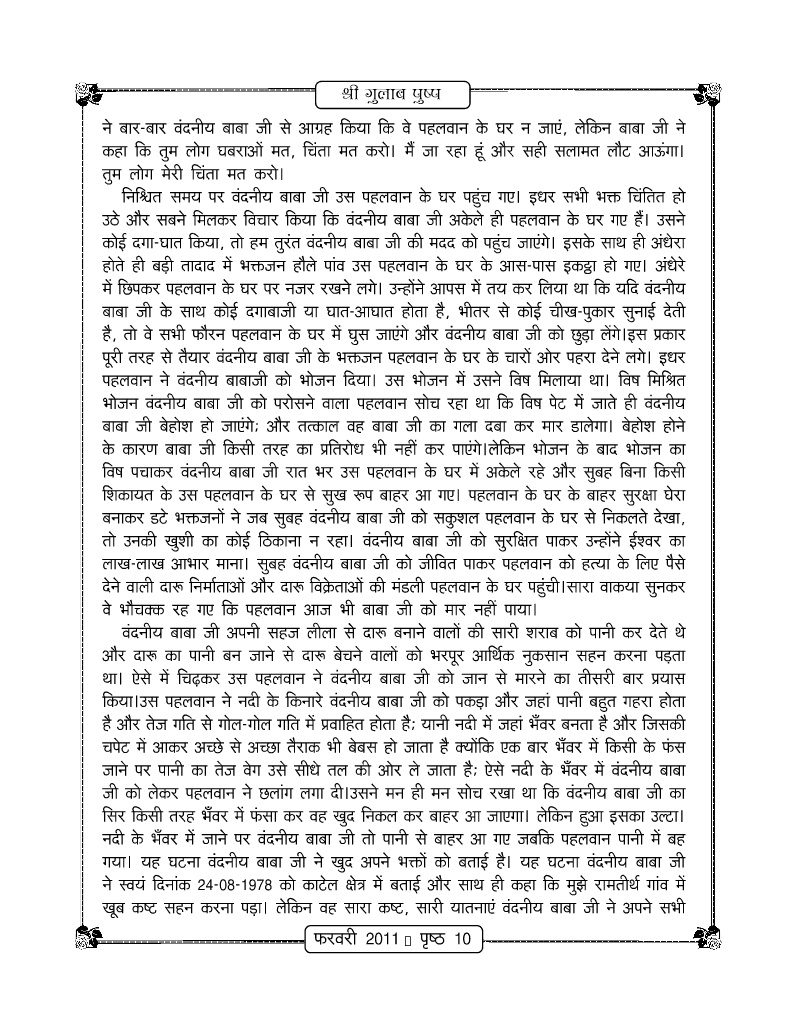 श्री गुलाब पुष्प
ने बार-बार वंदनीय बाबा जी से आग्रह किया कि वे पहलवान के घर न जाएं, लेकिन बाबा जी ने
कहा कि तुम लोग घबराओं मत, चिंता मत करो। मैं जा रहा हूं और सही सलामत लौट आऊंगा।
तुम लोग मेरी चिंता मत करो।
निश्चित समय पर वंदनीय बाबा जी उस पहलवान के घर पहुंच गए। इधर सभी भक्त चिंतित हो
उठे और सबने मिलकर विचार किया कि वंदनीय बाबा जी अकेले ही पहलवान के घर गए हैं। उसने
कोई दगा-घात किया, तो हम तुरंत वंदनीय बाबा जी की मदद को पहुंच जाएंगे। इसके साथ ही अंधेरा
होते ही बड़ी तादाद में भक्तजन हौले पांव उस पहलवान के घर के आस-पास इकट्ठा हो गए। अंधेरे
में छिपकर पहलवान के घर पर नजर रखने लगे। उन्होंने आपस में तय कर लिया था कि यदि वंदनीय
बाबा जी के साथ कोई दगाबाजी या घात-आघात होता है, भीतर से कोई चीख-पुकार सुनाई देती
है, तो वे सभी फौरन पहलवान के घर में घुस जाएंगे और वंदनीय बाबा जी को छुड़ा लेंगे।इस प्रकार
पूरी तरह से तैयार वंदनीय बाबा जी के भक्तजन पहलवान के घर के चारों ओर पहरा देने लगे। इधर
पहलवान ने वंदनीय बाबाजी को भोजन दिया। उस भोजन में उसने विष मिलाया था। विष मिश्रित
भोजन वंदनीय बाबा जी को परोसने वाला पहलवान सोच रहा था कि विष पेट में जाते ही वंदनीय
बाबा जी बेहोश हो जाएंगे; और तत्काल वह बाबा जी का गला दबा कर मार डालेगा। बेहोश होने
के कारण बाबा जी किसी तरह का प्रतिरोध भी नहीं कर पाएंगे।लेकिन भोजन के बाद भोजन का
विष पचाकर वंदनीय बाबा जी रात भर उस पहलवान के घर में अकेले रहे और सुबह बिना किसी
शिकायत के उस पहलवान के घर से सुख रूप बाहर आ गए। पहलवान के घर के बाहर सुरक्षा घेरा
बनाकर डटे भक्तजनों ने जब सुबह वंदनीय बाबा जी को सकुशल पहलवान के घर से निकलते देखा,
तो उनकी खुशी का कोई ठिकाना न रहा। वंदनीय बाबा जी को सुरक्षित पाकर उन्होंने ईश्वर का
लाख-लाख आभार माना। सुबह वंदनीय बाबा जी को जीवित पाकर पहलवान को हत्या के लिए पैसे
देने वाली दारू निर्माताओं और दारू विक्रेताओं की मंडली पहलवान के घर पहुंची।सारा वाकया सुनकर
वे भौचक्क रह गए कि पहलवान आज भी बाबा जी को मार नहीं पाया।
वंदनीय बाबा जी अपनी सहज लीला से दारू बनाने वालों की सारी शराब को पानी कर देते थे
और दारू का पानी बन जाने से दारू बेचने वालों को भरपूर आर्थिक नुकसान सहन करना पड़ता
था। ऐसे में चिढ़कर उस पहलवान ने वंदनीय बाबा जी को जान से मारने का तीसरी बार प्रयास
किया।उस पहलवान ने नदी के किनारे वंदनीय बाबा जी को पकड़ा और जहां पानी बहुत गहरा होता
है और तेज गति से गोल-गोल गति में प्रवाहित होता है; यानी नदी में जहां भँवर बनता है और जिसकी
चपेट में आकर अच्छे से अच्छा तैराक भी बेबस हो जाता है क्योंकि एक बार भँवर में किसी के फंस
जाने पर पानी का तेज वेग उसे सीधे तल की ओर ले जाता है; ऐसे नदी के भँवर में वंदनीय बाबा
जी को लेकर पहलवान ने छलांग लगा दी।उसने मन ही मन सोच रखा था कि वंदनीय बाबा जी का
सिर किसी तरह भँवर में फंसा कर वह खुद निकल कर बाहर आ जाएगा। लेकिन हुआ इसका उल्टा।
नदी के भँवर में जाने पर वंदनीय बाबा जी तो पानी से बाहर आ गए जबकि पहलवान पानी में बह
गया। यह घटना वंदनीय बाबा जी ने खुद अपने भक्तों को बताई है। यह घटना वंदनीय बाबा जी
ने स्वयं दिनांक 24-08-1978 को काटेल क्षेत्र में बताई और साथ ही कहा कि मुझे रामतीर्थ गांव में
खूब कष्ट सहन करना पड़ा। लेकिन वह सारा कष्ट, सारी यातनाएं वंदनीय बाबा जी ने अपने सभी
फरवरी 2011 ▯ पृष्ठ 10